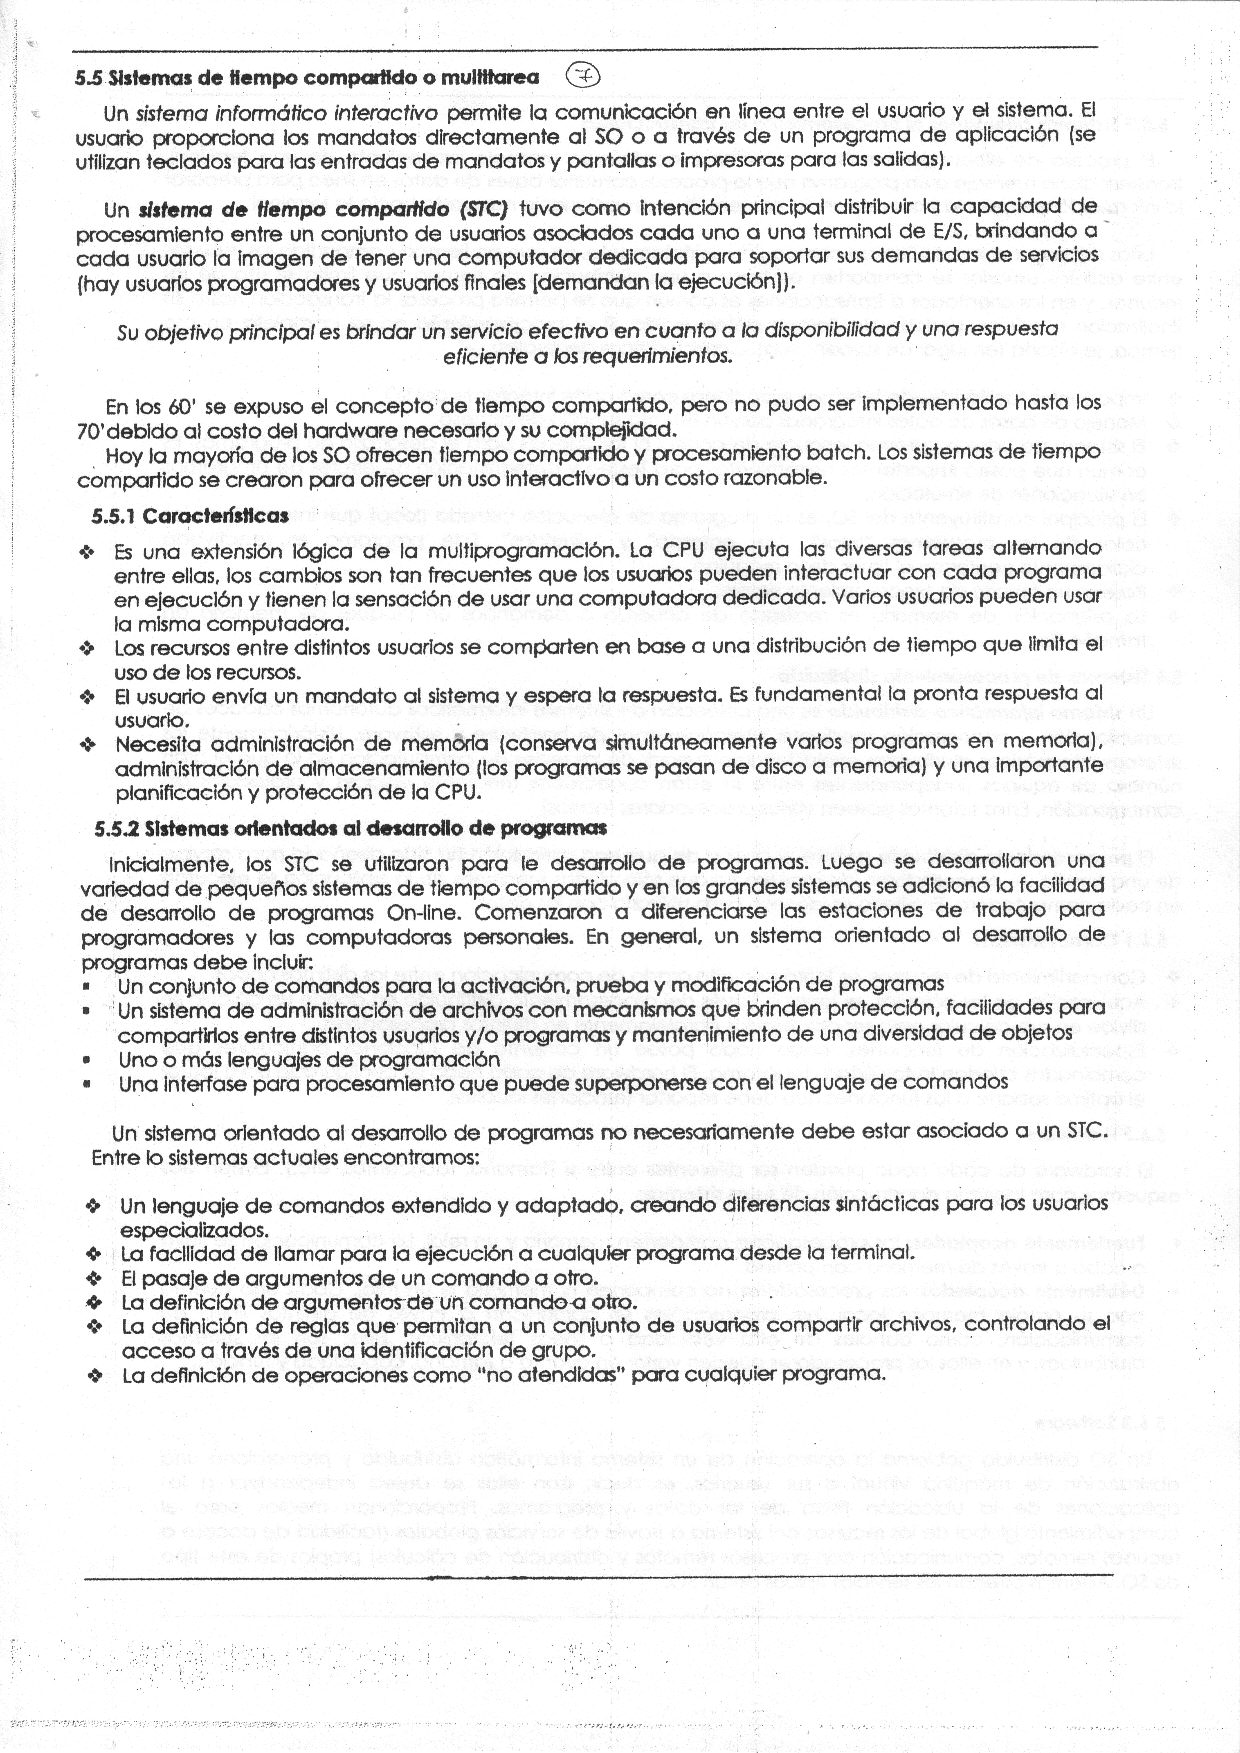 5.5 Sistemas de tiempo compartido o multitarea 7
Un sistema informático interactivo permite la comunicación en línea entre el usuario y el sistema. El
usuario proporciona los mandatos directamente al SO o a través de un programa de aplicación (se
utilizan teclados para las entradas de mandatos y pantallas o impresoras para las salidas).
Un sistema de tiempo compartido (STC) tuvo como intención principal distribuir la capacidad de
procesamiento entre un conjunto de usuarios asociados cada uno a una terminal de E/S, brindando a
cada usuario la imagen de tener una computador dedicada para soportar sus demandas de servicios
(hay usuarios programadores y usuarios finales [demandan la ejecución]).
Su objetivo principal es brindar un servicio efectivo en cuanto a la disponibilidad y una respuesta
eficiente a los requerimientos.
En los 60' se expuso el concepto de tiempo compartido, pero no pudo ser implementado hasta los
70'debido al costo del hardware necesario y su complejidad.
Hoy la mayoría de los SO ofrecen tiempo compartido y procesamiento batch. Los sistemas de tiempo
compartido se crearon para ofrecer un uso interactivo a un costo razonable.
5.5.1 Características
❖ Es una extensión lógica de la multiprogramación. La CPU ejecuta las diversas tareas alternando
entre ellas, los cambios son tan frecuentes que los usuarios pueden interactuar con cada programa
en ejecución y tienen la sensación de usar una computadora dedicada. Varios usuarios pueden usar
la misma computadora.
❖ Los recursos entre distintos usuarios se comparten en base a una distribución de tiempo que limita el
uso de los recursos.
❖ El usuario envía un mandato al sistema y espera la respuesta. Es fundamental la pronta respuesta al
usuario.
❖ Necesita administración de memoria (conserva simultáneamente varios programas en memoria),
administración de almacenamiento (los programas se pasan de disco a memoria) y una importante
planificación y protección de la CPU.
5.5.2 Sistemas orientados al desarrollo de programas
Inicialmente, los STC se utilizaron para le desarrollo de programas. Luego se desarrollaron una
variedad de pequeños sistemas de tiempo compartido y en los grandes sistemas se adicionó la facilidad
de desarrollo de programas On-line. Comenzaron a diferenciarse las estaciones de trabajo para
programadores y las computadoras personales. En general, un sistema orientado al desarrollo de
programas debe incluir:
▪ Un conjunto de comandos para la activación, prueba y modificación de programas
▪ Un sistema de administración de archivos con mecanismos que brinden protección, facilidades para
compartirlos entre distintos usuarios y/o programas y mantenimiento de una diversidad de objetos
▪ Uno o más lenguajes de programación
▪ Una interfase para procesamiento que puede superponerse con el lenguaje de comandos
Un sistema orientado al desarrollo de programas no necesariamente debe estar asociado a un STC.
Entre lo sistemas actuales encontramos:
❖ Un lenguaje de comandos extendido y adaptado, creando diferencias sintácticas para los usuarios
especializados.
❖ La facilidad de llamar para la ejecución a cualquier programa desde la terminal.
❖ El pasaje de argumentos de un comando a otro.
❖ La definición de argumentos de un comando a otro.
❖ La definición de reglas que permitan a un conjunto de usuarios compartir archivos, controlando el
acceso a través de una identificación de grupo.
❖ La definición de operaciones como "no atendidas" para cualquier programa.